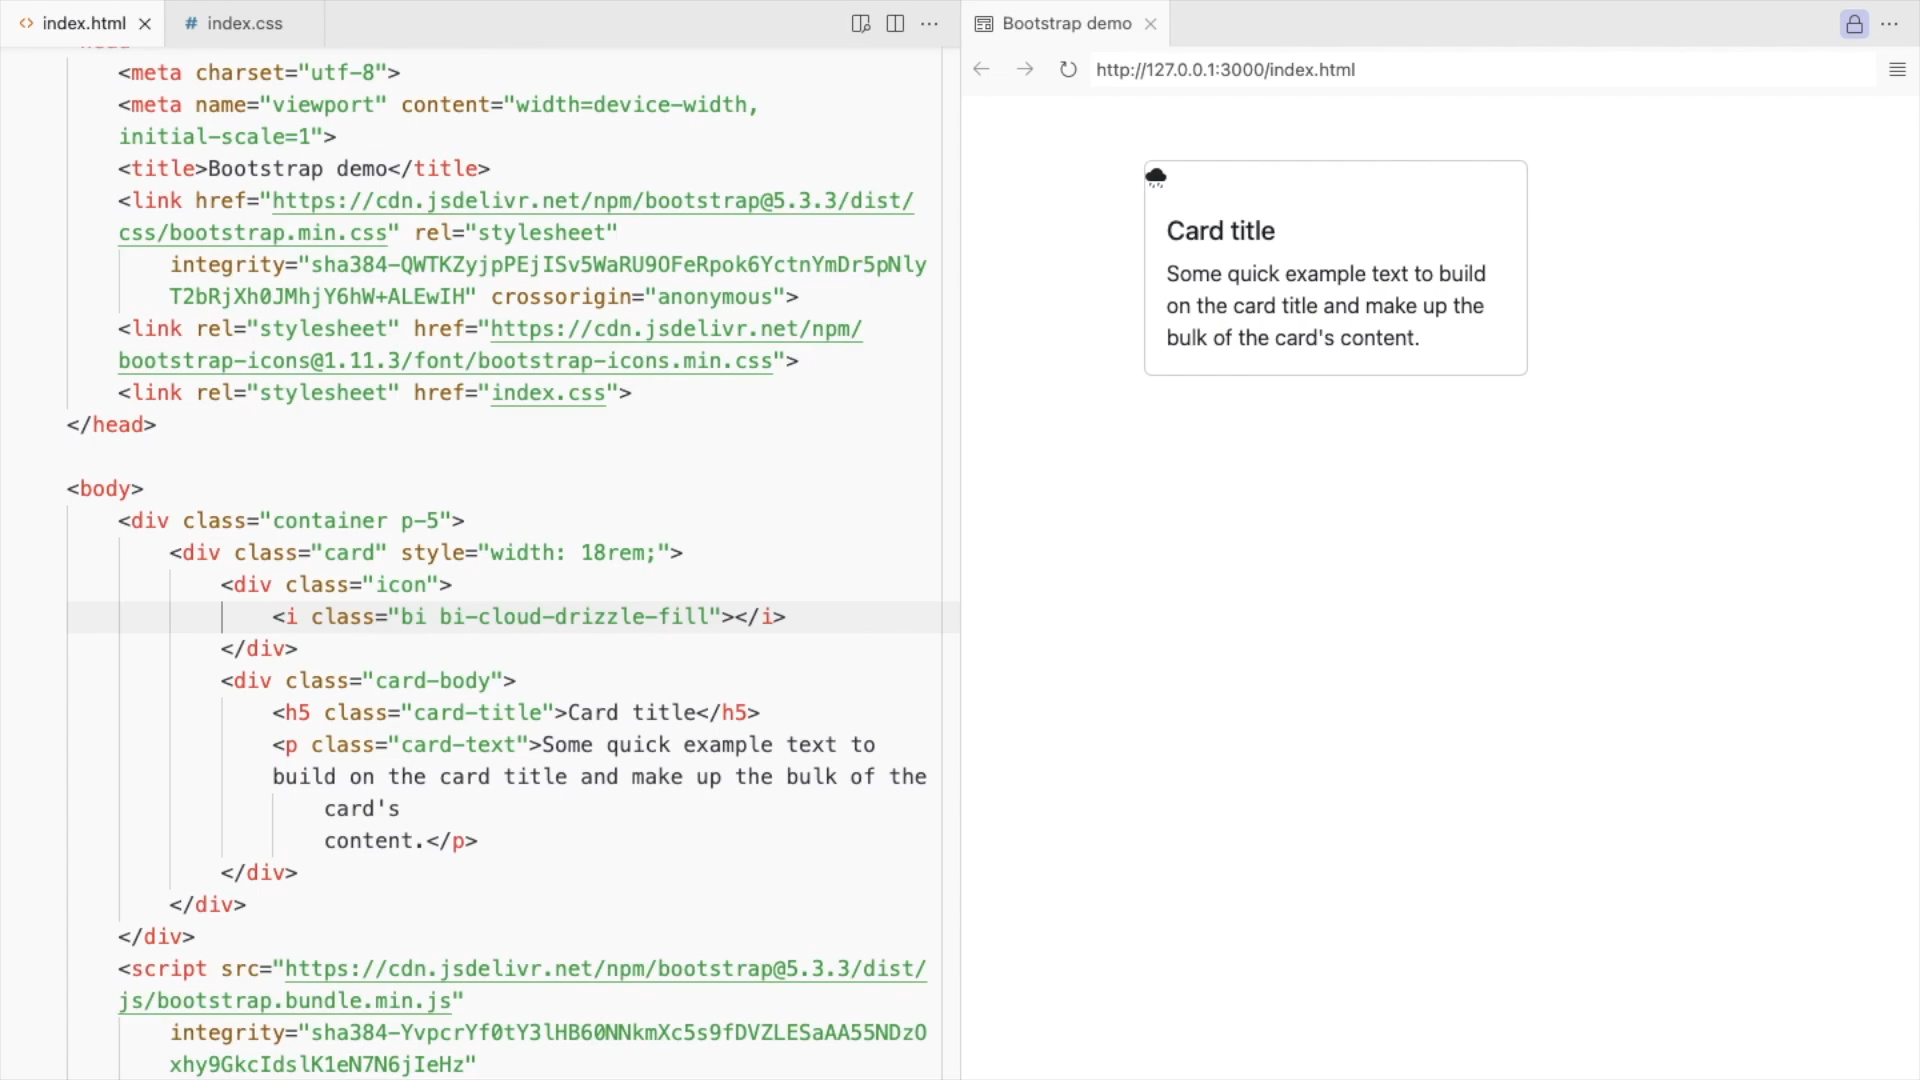 index.html
index.css
Bootstrap demo
http://127.0.0.1:3000/index.html
<meta charset="utf-8">
<meta name="viewport" content="width=device-width,
initial-scale=1">
<title>Bootstrap demo</title>
<link href="https://cdn.jsdelivr.net/npm/bootstrap@5.3.3/dist/
css/bootstrap.min.css" rel="stylesheet"
integrity="sha384-QWTKZyjpPEjISv5WaRU9OFeRpok6YctnYmDr5pNly
T2bRjXh0JMhjY6hW+ALEwIH" crossorigin="anonymous">
<link rel="stylesheet" href="https://cdn.jsdelivr.net/npm/
bootstrap-icons@1.11.3/font/bootstrap-icons.min.css">
<link rel="stylesheet" href="index.css">
</head>
<body>
<div class="container p-5">
<div class="card" style="width: 18rem;">
<div class="icon">
<i class="bi bi-cloud-drizzle-fill"></i>
</div>
<div class="card-body">
<h5 class="card-title">Card title</h5>
<p class="card-text">Some quick example text to
build on the card title and make up the bulk of the
card's
content.</p>
</div>
</div>
</div>
<script src="https://cdn.jsdelivr.net/npm/bootstrap@5.3.3/dist/
js/bootstrap.bundle.min.js"
integrity="sha384-YvpcrYf0tY3lHB60NNkmXc5s9fDVZLESaAA55NDzO
xhy9GkcIdslK1eN7N6jIeHz"
Card title
Some quick example text to build
on the card title and make up the
bulk of the card's content.